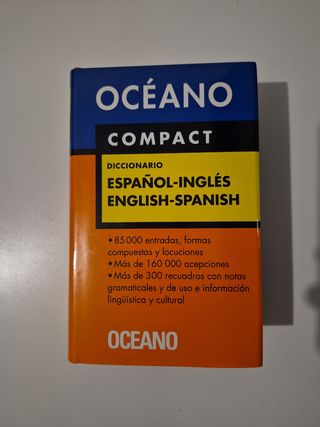 OCÉANO
COMPACT
DICCIONARIO
ESPAÑOL-INGLÉS
ENGLISH-SPANISH
• 85 000 entradas, formas
compuestas y locuciones
• Más de 160 000 acepciones
• Más de 300 recuadros con notas
gramaticales y de uso e información
lingüística y cultural
OCEANO